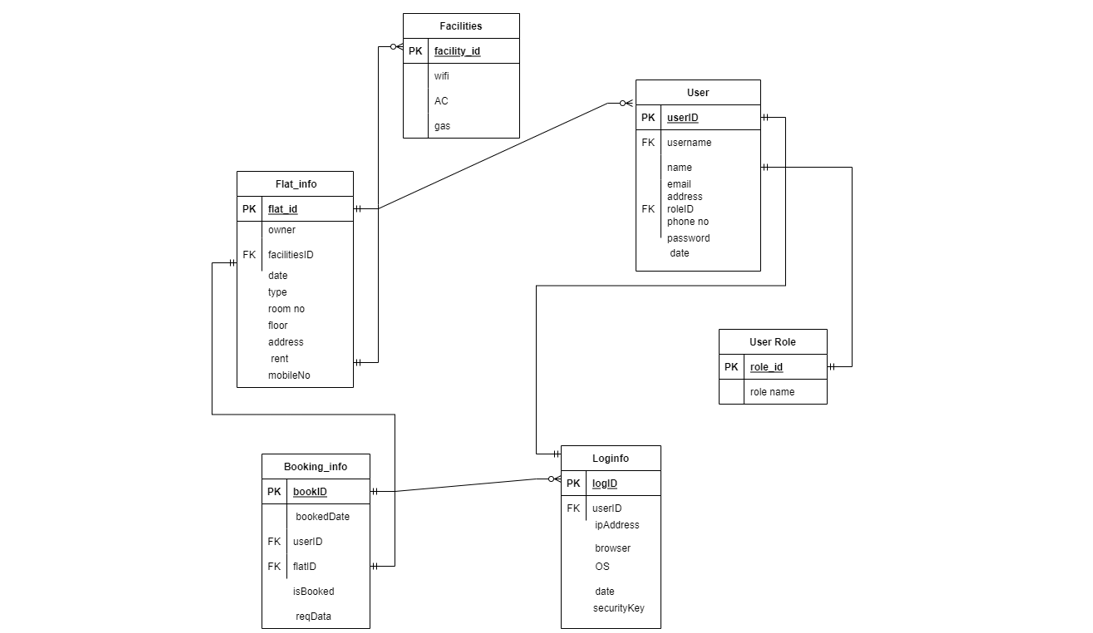 Facilities
PK facility_id
wifi
AC
gas
User
PK userID
FK username
name
email
address
FK roleID
phone no
password
date
Flat_info
PK flat_id
owner
FK facilitiesID
date
type
room no
floor
address
rent
mobileNo
User Role
PK role_id
role name
Booking_info
PK bookID
bookedDate
FK userID
FK flatID
isBooked
reqData
Loginfo
PK logID
FK userID
ipAddress
browser
OS
date
securityKey